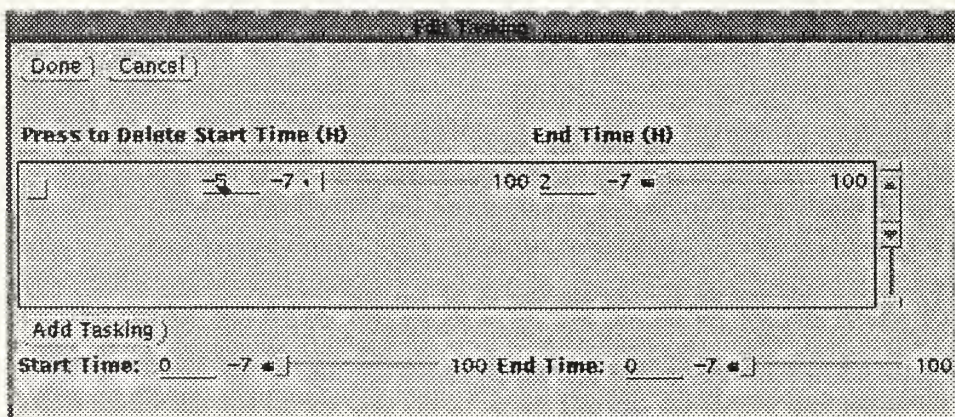 Edit Tasking
Done Cancel
Press to Delete Start Time (H) End Time (H)
-5 -7 100 2 -7 100
Add Tasking
Start Time: 0 -7 100 End Time: 0 -7 100